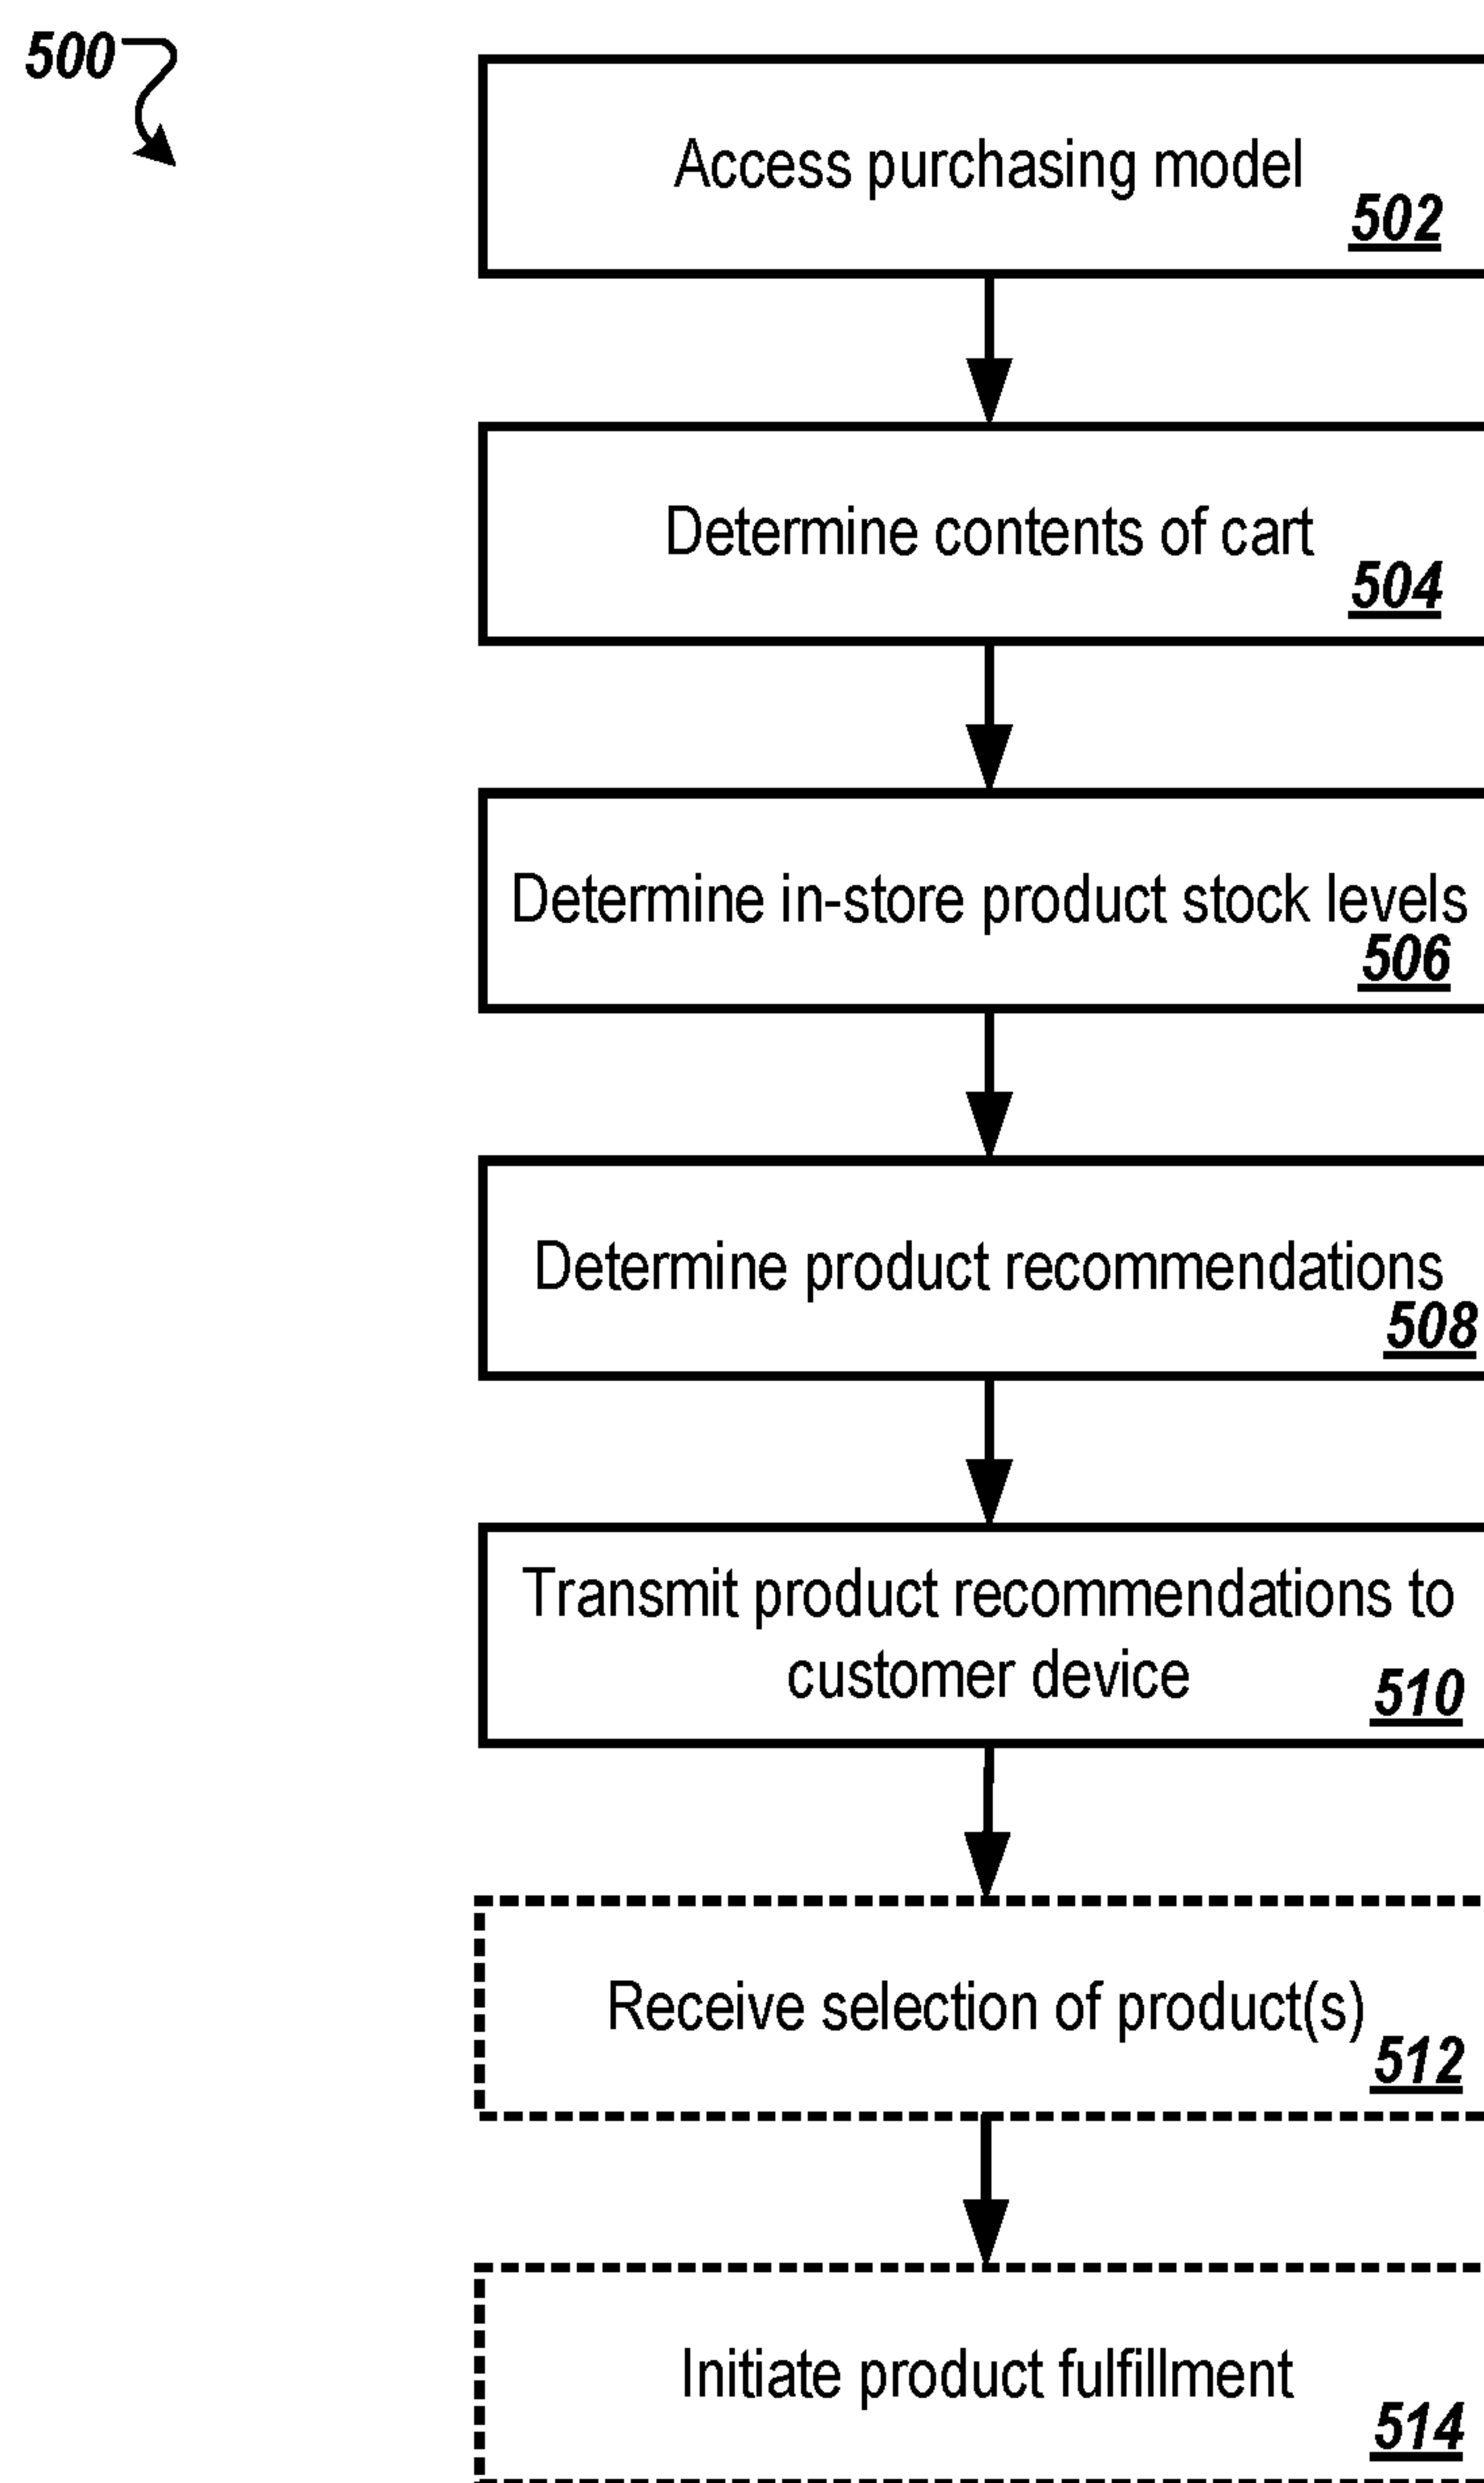 500
Access purchasing model
502
Determine contents of cart
504
Determine in-store product stock levels
506
Determine product recommendations
508
Transmit product recommendations to
customer device
510
Receive selection of product(s)
512
Initiate product fulfillment
514